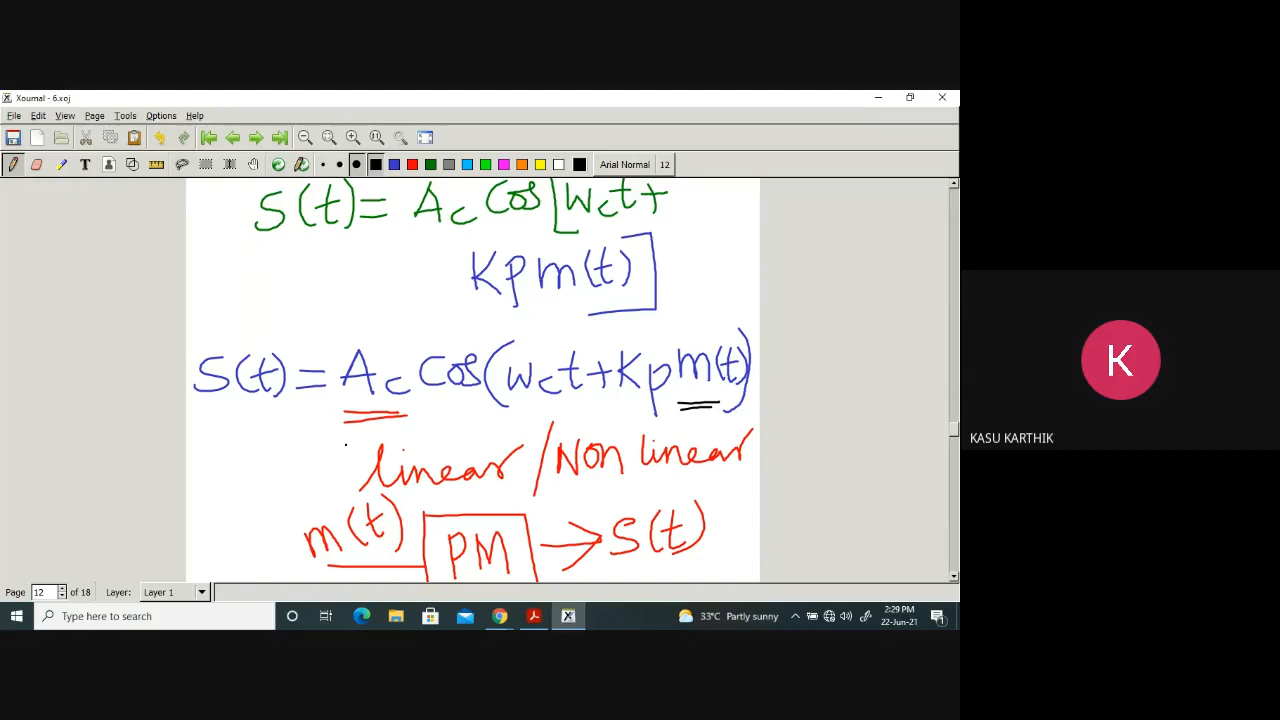 Xournal - 6.xoj
File Edit View Page Tools Options Help
T Arial Normal 12
S(t)= Ac Cos[wct+
Kpm(t)]
S(t) = Ac Cos(wct+Kpm(t))
linear/Non linear
m(t) PM → S(t)
K
KASU KARTHIK
Page 12 of 18 Layer: Layer 1
Type here to search
33°C Partly sunny
2:29 PM
22-Jun-21
1